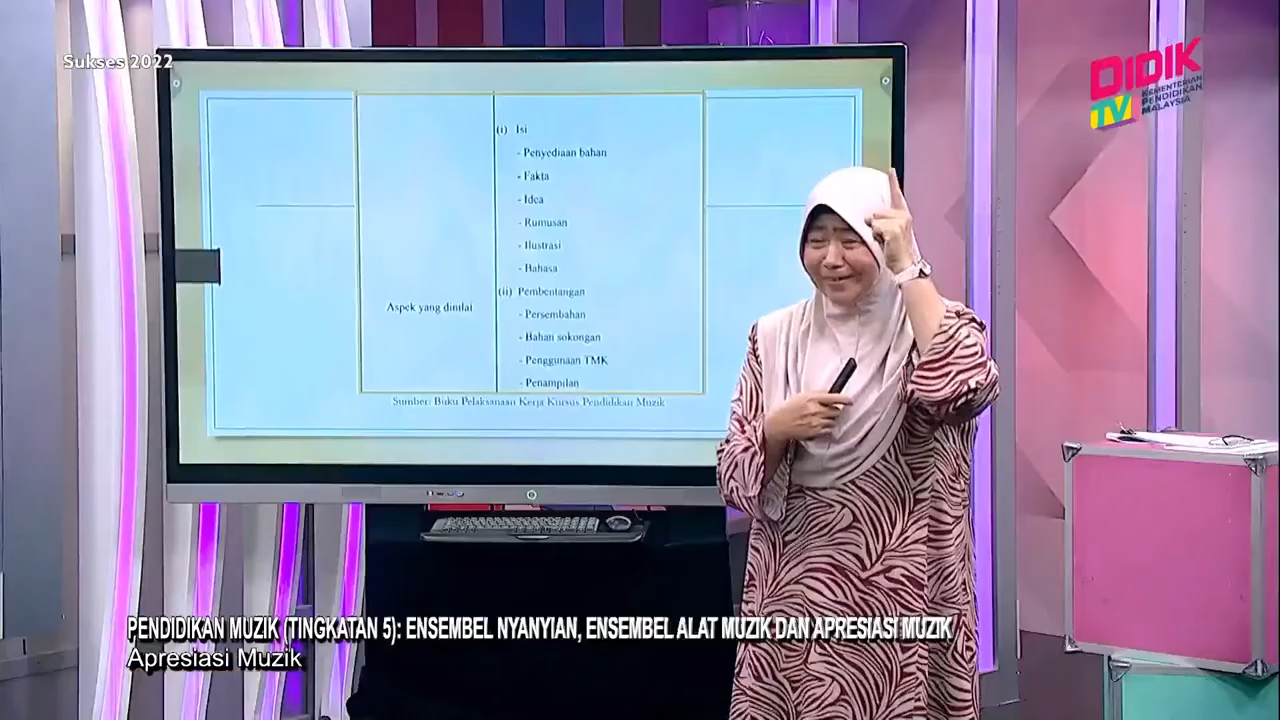 Sukses 2022
DIDIK
TV
KEMENTERIAN
PENDIDIKAN
MALAYSIA
(i) Isi
- Penyediaan bahan
- Fakta
- Idea
- Rumusan
- Ilustrasi
- Bahasa
(ii) Pembentangan
Aspek yang dinilai
- Persembahan
- Bahan sokongan
- Penggunaan TMK
- Penampilan
Sumber: Buku Pelaksanaan Kerja Kursus Pendidikan Muzik
PENDIDIKAN MUZIK (TINGKATAN 5): ENSEMBEL NYANYIAN, ENSEMBEL ALAT MUZIK DAN APRESIASI MUZIK
Apresiasi Muzik